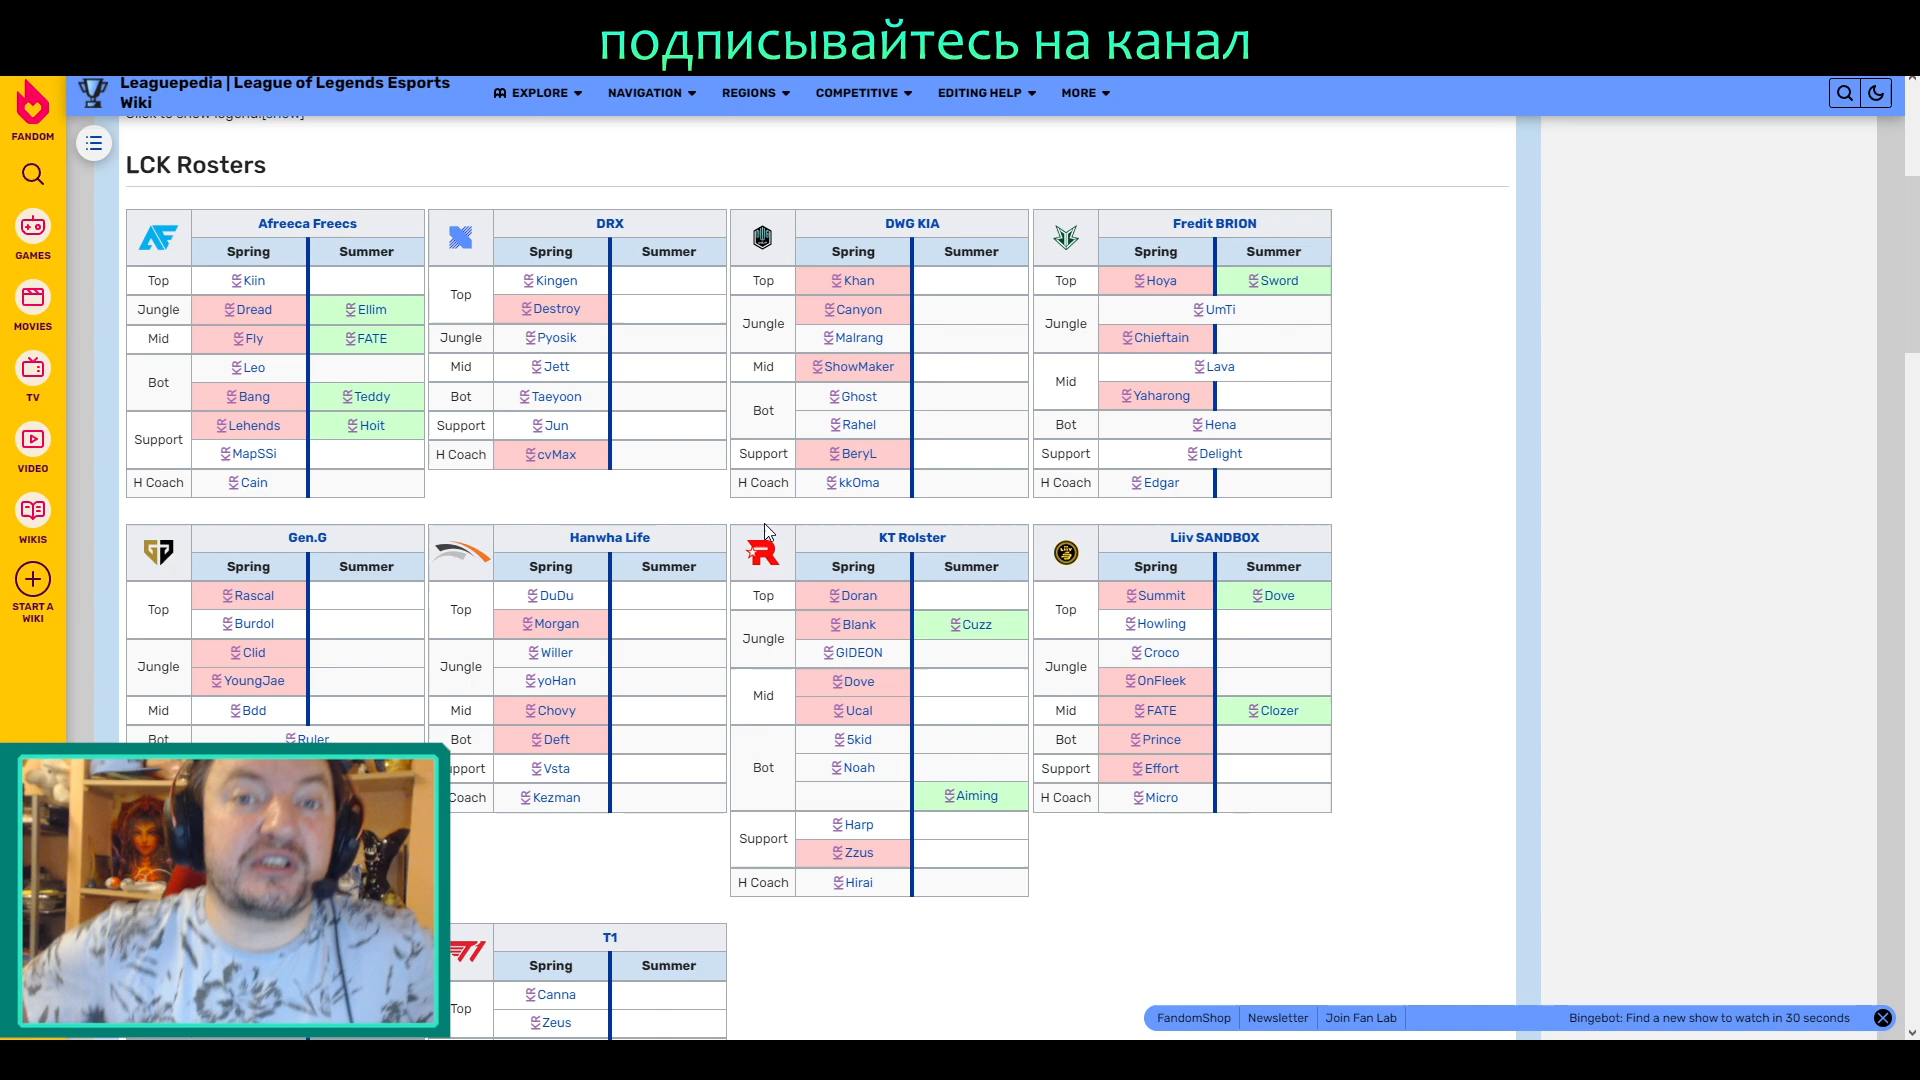 подписывайтесь на канал
Leaguepedia | League of Legends Esports
Wiki
EXPLORE
NAVIGATION
REGIONS
COMPETITIVE
EDITING HELP
MORE
FANDOM
GAMES
MOVIES
TV
VIDEO
WIKIS
START A
WIKI
LCK Rosters
Afreeca Freecs
Spring Summer
Top Kiin
Jungle Dread Ellim
Mid Fly FATE
Bot Leo
Bang Teddy
Support Lehends Hoit
MapSSi
H Coach Cain
DRX
Spring Summer
Top Kingen
Destroy
Jungle Pyosik
Mid Jett
Bot Taeyoon
Support Jun
H Coach cvMax
DWG KIA
Spring Summer
Top Khan
Jungle Canyon
Malrang
Mid ShowMaker
Bot Ghost
Rahel
Support BeryL
H Coach kkOma
Fredit BRION
Spring Summer
Top Hoya Sword
Jungle UmTi
Chieftain
Mid Lava
Yaharong
Bot Hena
Support Delight
H Coach Edgar
Gen.G
Spring Summer
Top Rascal
Burdol
Jungle Clid
YoungJae
Mid Bdd
Bot Ruler
Hanwha Life
Spring Summer
Top DuDu
Morgan
Jungle Willer
yoHan
Mid Chovy
Bot Deft
pport Vsta
Coach Kezman
KT Rolster
Spring Summer
Top Doran
Jungle Blank Cuzz
GIDEON
Mid Dove
Ucal
Bot 5kid
Noah
Aiming
Support Harp
Zzus
H Coach Hirai
Liiv SANDBOX
Spring Summer
Top Summit Dove
Howling
Jungle Croco
OnFleek
Mid FATE Clozer
Bot Prince
Support Effort
H Coach Micro
T1
Spring Summer
Top Canna
Zeus
FandomShop
Newsletter
Join Fan Lab
Bingebot: Find a new show to watch in 30 seconds